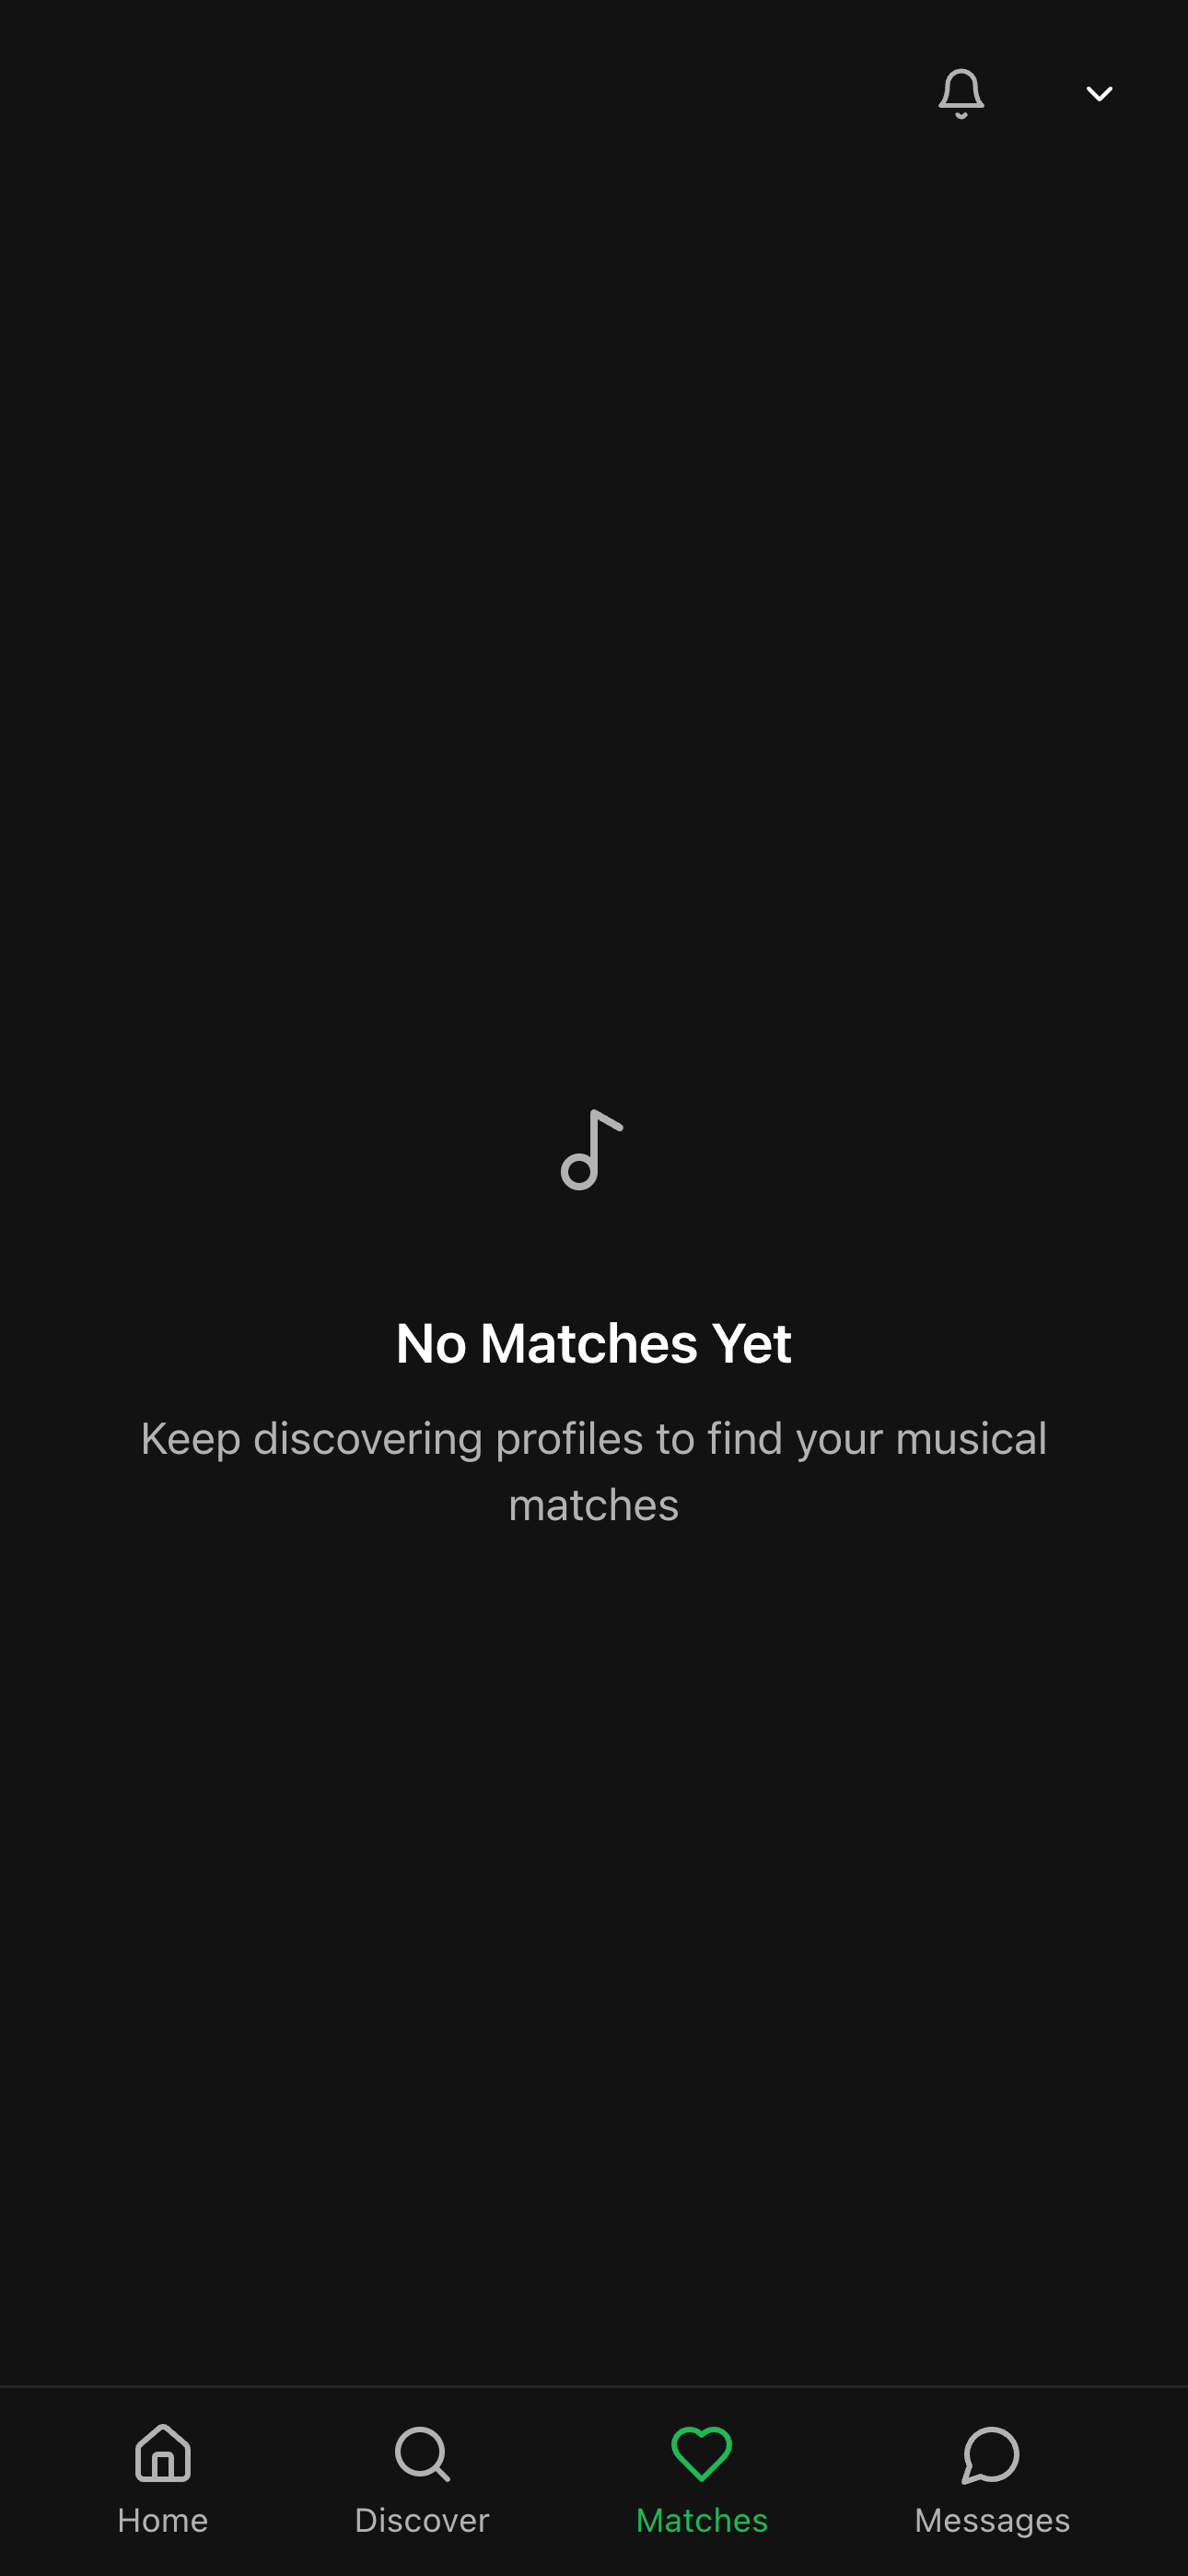 No Matches Yet
Keep discovering profiles to find your musical
matches
Home
Discover
Matches
Messages